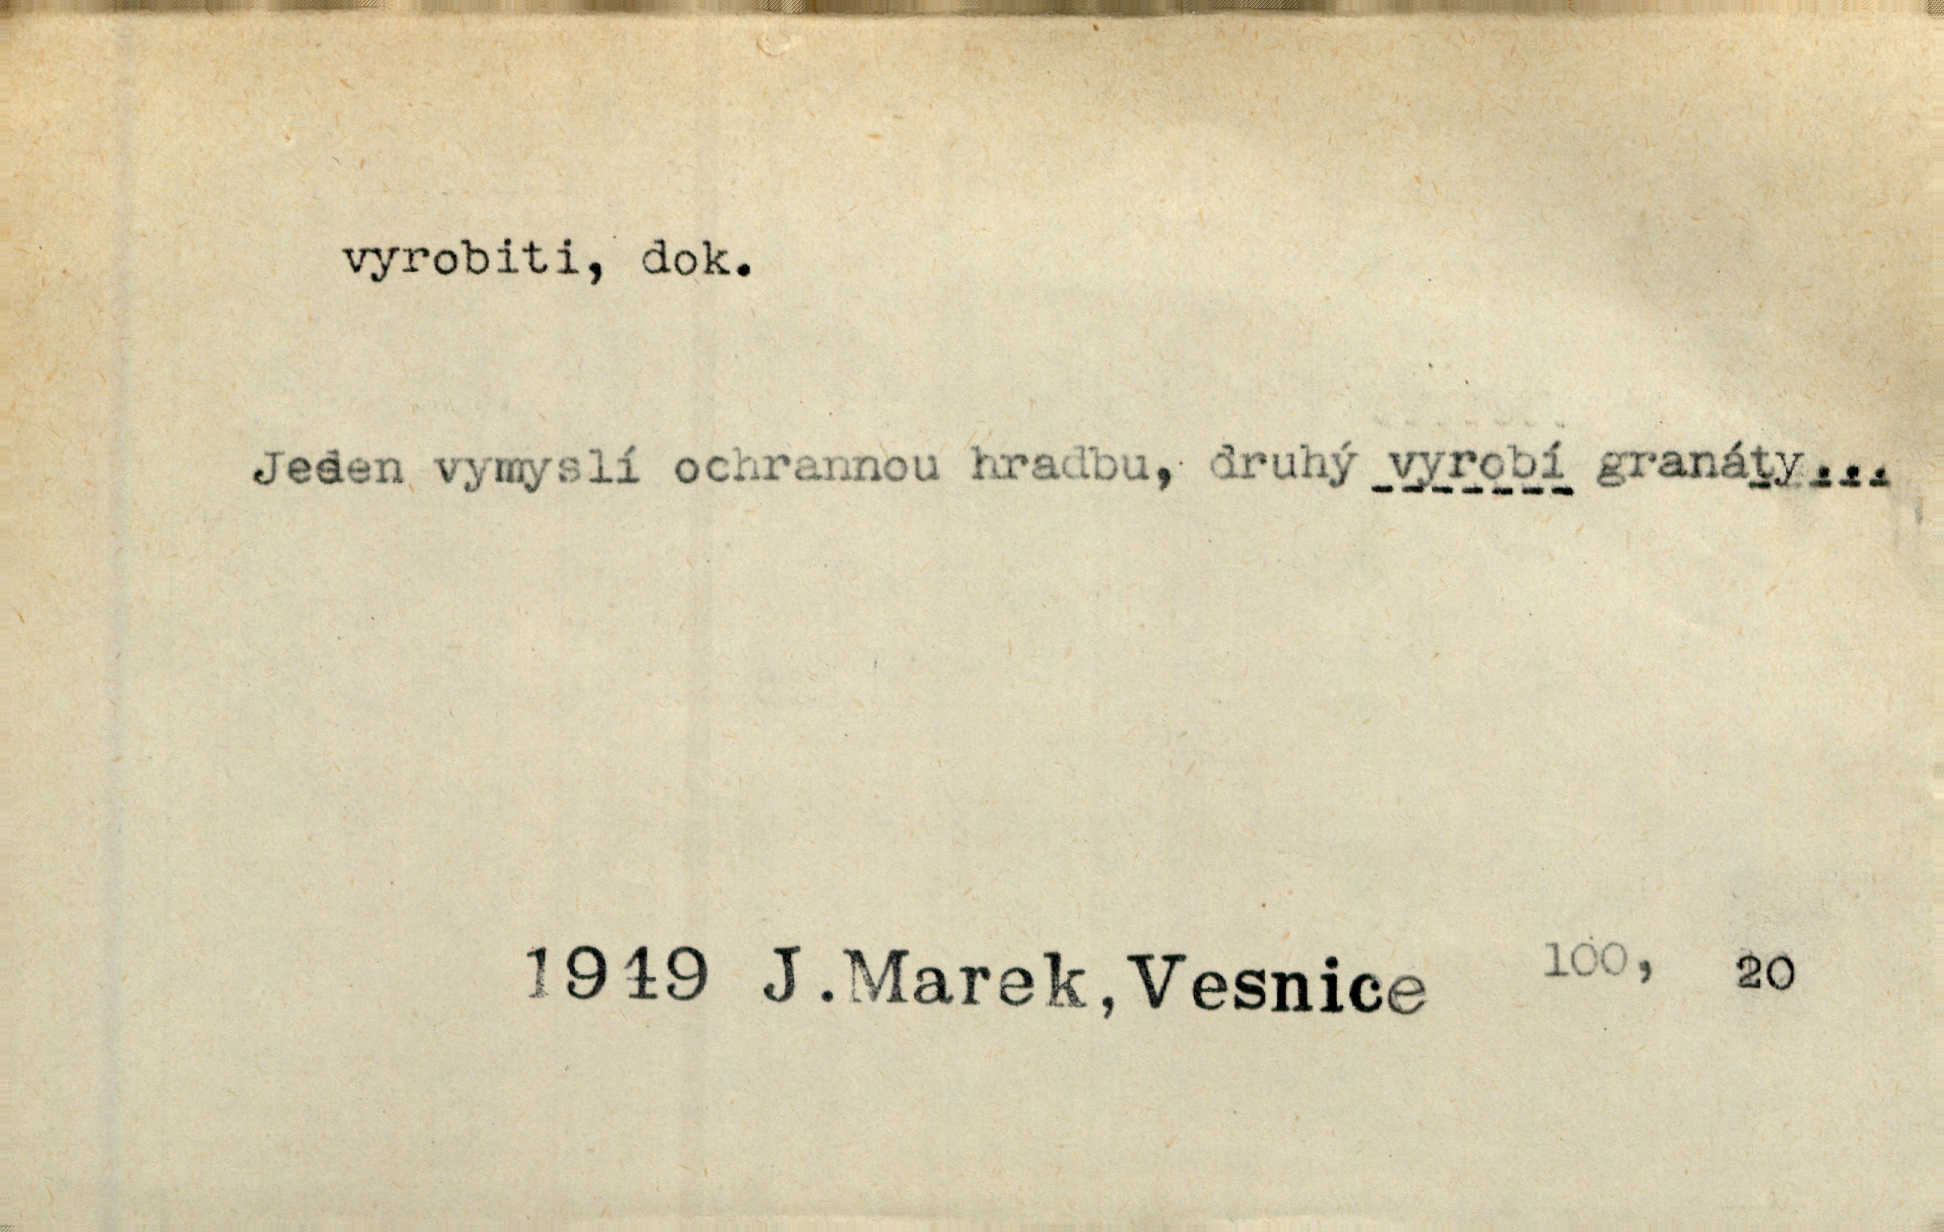 vyrobiti, dok.
Jeden vymyslí ochrannou hradbu, druhý vyrobí granáty...
1949 J.Marek,Vesnice 100, 20